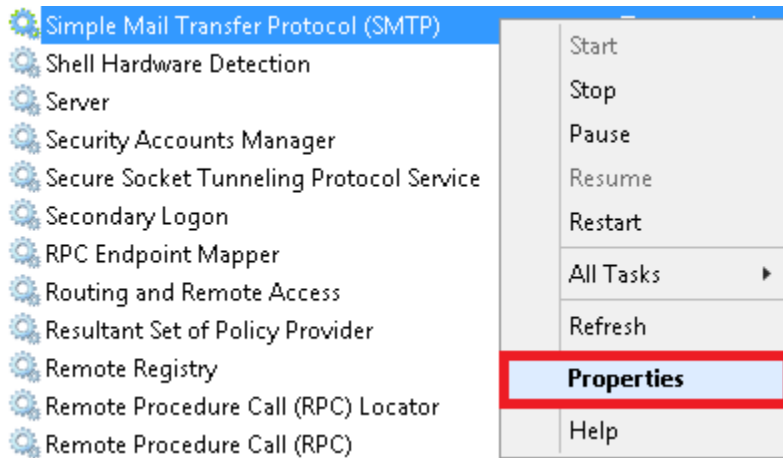 Simple Mail Transfer Protocol (SMTP)
Shell Hardware Detection
Server
Security Accounts Manager
Secure Socket Tunneling Protocol Service
Secondary Logon
RPC Endpoint Mapper
Routing and Remote Access
Resultant Set of Policy Provider
Remote Registry
Remote Procedure Call (RPC) Locator
Remote Procedure Call (RPC)
Start
Stop
Pause
Resume
Restart
All Tasks
Refresh
Properties
Help